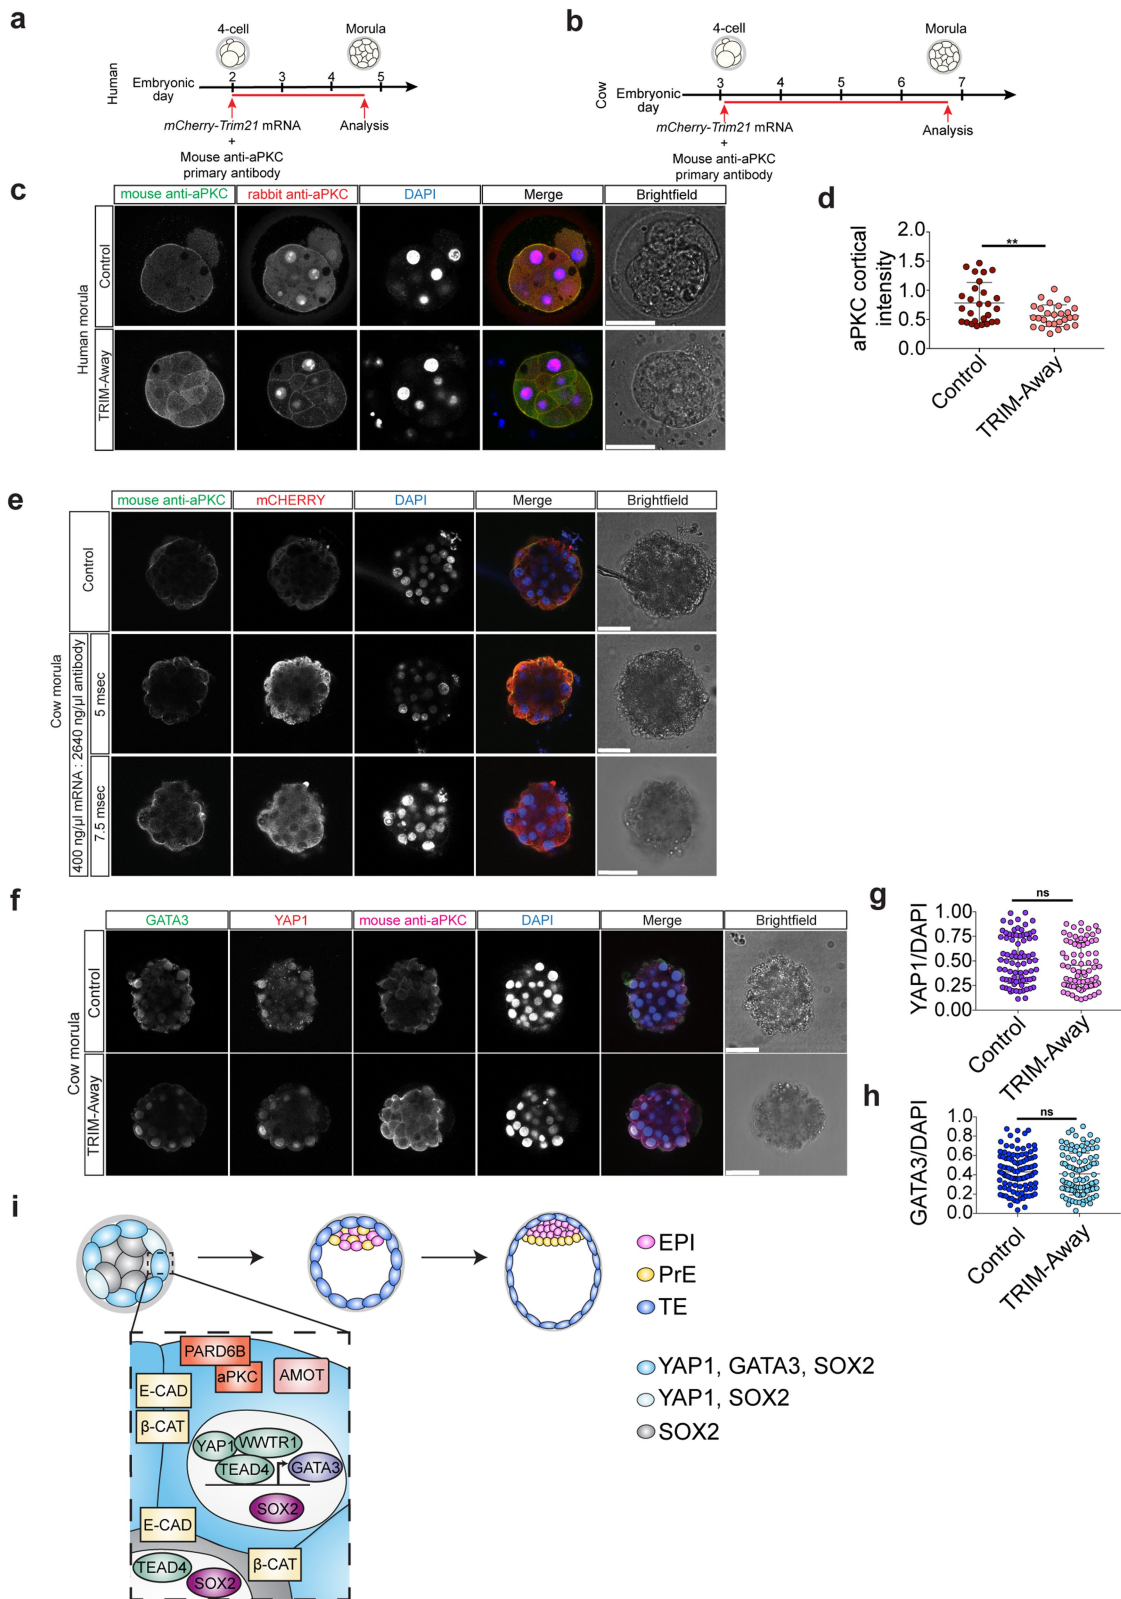 a
Human
4-cell
Morula
Embryonic
day
2
3
4
5
mCherry-Trim21 mRNA
+
Mouse anti-aPKC
primary antibody
Analysis
b
Cow
4-cell
Morula
Embryonic
day
3
4
5
6
7
mCherry-Trim21 mRNA
+
Mouse anti-aPKC
primary antibody
Analysis
c
mouse anti-aPKC
rabbit anti-aPKC
DAPI
Merge
Brightfield
Human morula
Control
TRIM-Away
d
aPKC cortical
intensity
2.0
1.5
1.0
0.5
0.0
**
Control
TRIM-Away
e
mouse anti-aPKC
mCHERRY
DAPI
Merge
Brightfield
Cow morula
Control
400 ng/µl mRNA : 2640 ng/µl antibody
5 msec
7.5 msec
f
GATA3
YAP1
mouse anti-aPKC
DAPI
Merge
Brightfield
Cow morula
Control
TRIM-Away
g
YAP1/DAPI
1.00
0.75
0.50
0.25
0.00
ns
Control
TRIM-Away
h
GATA3/DAPI
1.0
0.8
0.6
0.4
0.2
0.0
ns
Control
TRIM-Away
i
EPI
PrE
TE
YAP1, GATA3, SOX2
YAP1, SOX2
SOX2
PARD6B
aPKC
AMOT
E-CAD
β-CAT
YAP1
WWTR1
TEAD4
GATA3
SOX2
E-CAD
β-CAT
TEAD4
SOX2